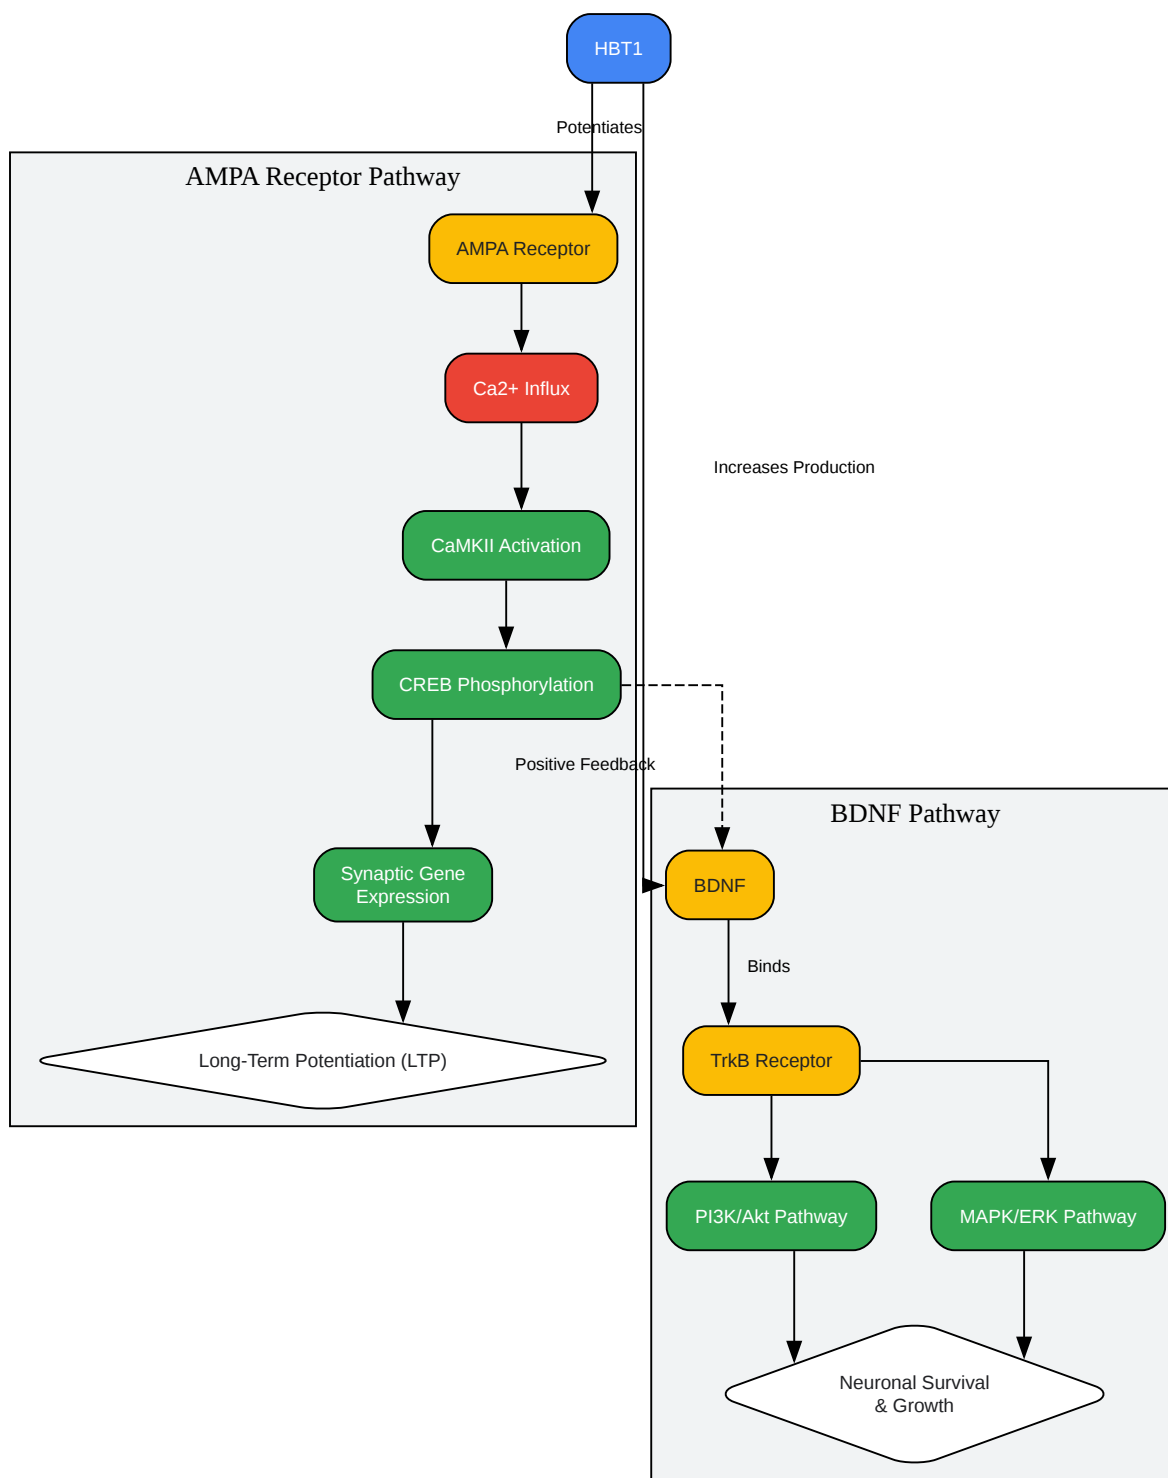 HBT1
Potentiates
AMPA Receptor Pathway
AMPA Receptor
Ca2+ Influx
Increases Production
CaMKII Activation
CREB Phosphorylation
Positive Feedback
BDNF Pathway
Synaptic Gene
Expression
BDNF
Binds
Long-Term Potentiation (LTP)
TrkB Receptor
PI3K/Akt Pathway
MAPK/ERK Pathway
Neuronal Survival
& Growth